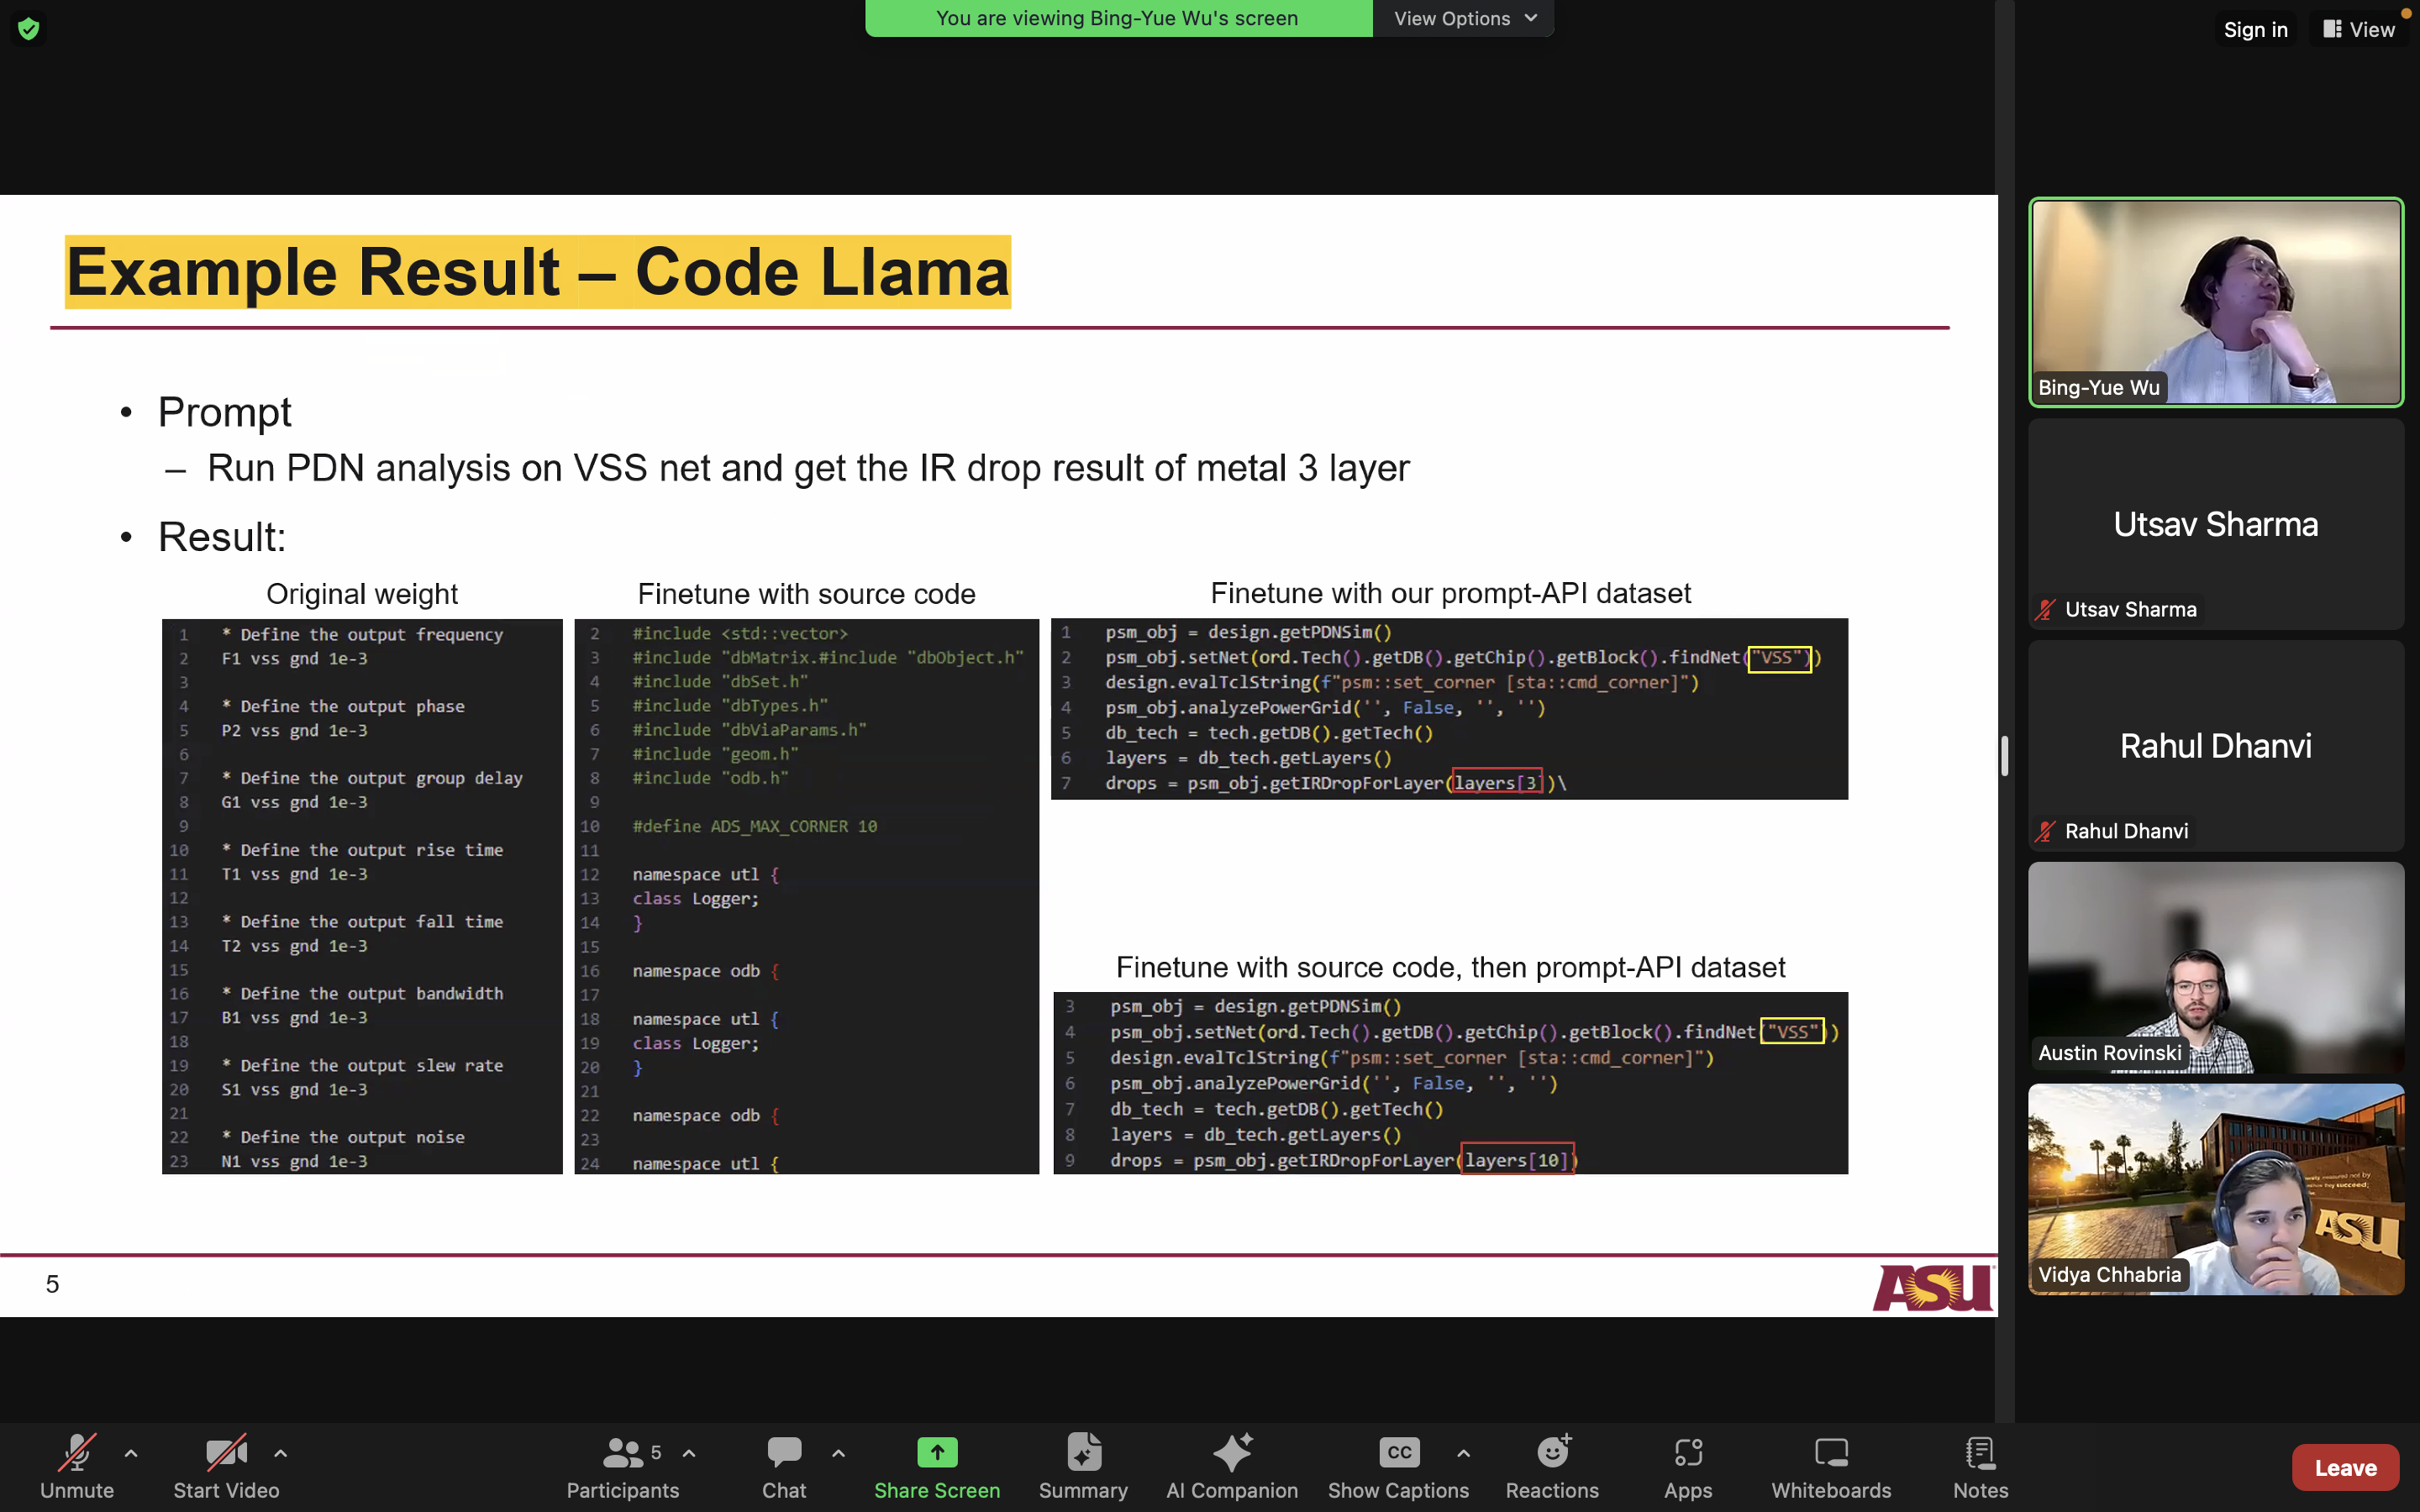 You are viewing Bing-Yue Wu's screen
View Options
Sign in
View
Example Result – Code Llama
• Prompt
– Run PDN analysis on VSS net and get the IR drop result of metal 3 layer
• Result:
Original weight
1 * Define the output frequency
2 F1 vss gnd 1e-3
3
4 * Define the output phase
5 P2 vss gnd 1e-3
6
7 * Define the output group delay
8 G1 vss gnd 1e-3
9
10 * Define the output rise time
11 T1 vss gnd 1e-3
12
13 * Define the output fall time
14 T2 vss gnd 1e-3
15
16 * Define the output bandwidth
17 B1 vss gnd 1e-3
18
19 * Define the output slew rate
20 S1 vss gnd 1e-3
21
22 * Define the output noise
23 N1 vss gnd 1e-3
Finetune with source code
2 #include <std::vector>
3 #include "dbMatrix.#include "dbObject.h"
4 #include "dbSet.h"
5 #include "dbTypes.h"
6 #include "dbViaParams.h"
7 #include "geom.h"
8 #include "odb.h"
9
10 #define ADS_MAX_CORNER 10
11
12 namespace utl {
13 class Logger;
14 }
15
16 namespace odb {
17
18 namespace utl {
19 class Logger;
20 }
21
22 namespace odb {
23
24 namespace utl {
Finetune with our prompt-API dataset
1 psm_obj = design.getPDNSim()
2 psm_obj.setNet(ord.Tech().getDB().getChip().getBlock().findNet("VSS"))
3 design.evalTclString(f"psm::set_corner [sta::cmd_corner]")
4 psm_obj.analyzePowerGrid('', False, '', '')
5 db_tech = tech.getDB().getTech()
6 layers = db_tech.getLayers()
7 drops = psm_obj.getIRDropForLayer(layers[3])\
Finetune with source code, then prompt-API dataset
3 psm_obj = design.getPDNSim()
4 psm_obj.setNet(ord.Tech().getDB().getChip().getBlock().findNet("VSS"))
5 design.evalTclString(f"psm::set_corner [sta::cmd_corner]")
6 psm_obj.analyzePowerGrid('', False, '', '')
7 db_tech = tech.getDB().getTech()
8 layers = db_tech.getLayers()
9 drops = psm_obj.getIRDropForLayer(layers[10])
5
ASU
Bing-Yue Wu
Utsav Sharma
Utsav Sharma
Rahul Dhanvi
Rahul Dhanvi
Austin Rovinski
ASU
Vidya Chhabria
Unmute
Start Video
5
Participants
Chat
Share Screen
Summary
AI Companion
CC
Show Captions
Reactions
Apps
Whiteboards
Notes
Leave